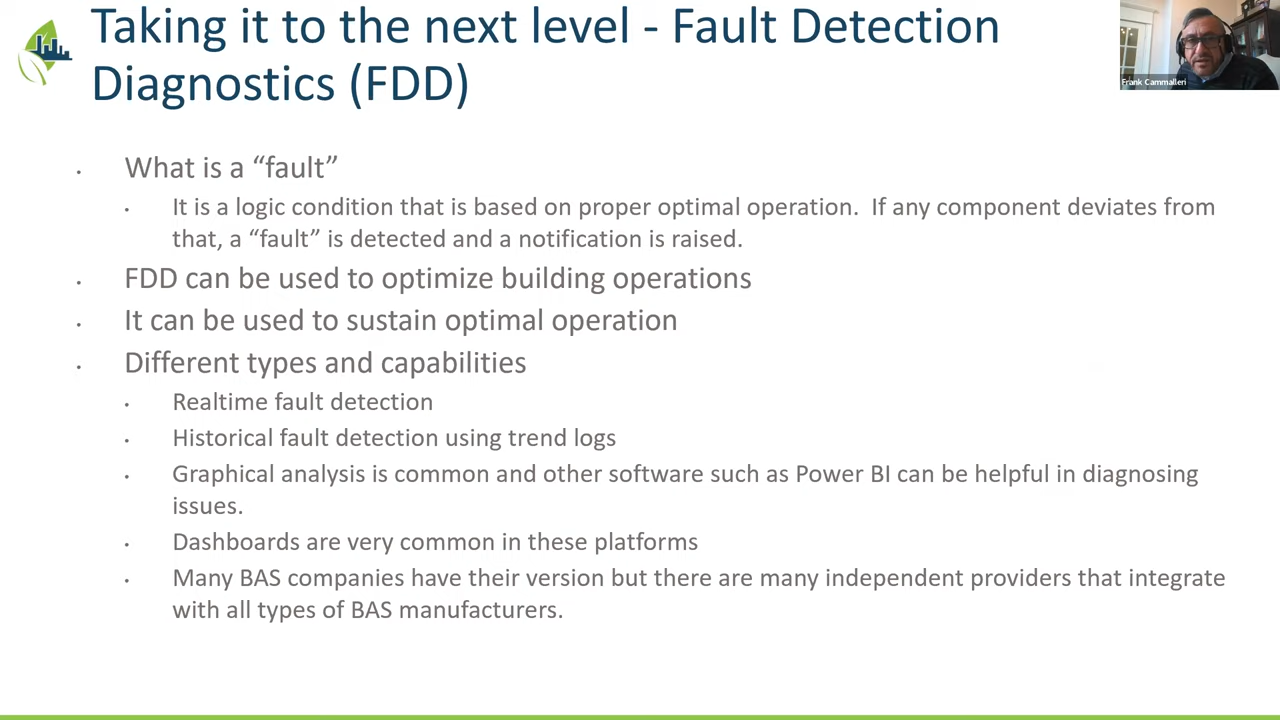 Taking it to the next level - Fault Detection
Diagnostics (FDD)
Frank Cammalleri
• What is a “fault”
• It is a logic condition that is based on proper optimal operation.  If any component deviates from
that, a “fault” is detected and a notification is raised.
• FDD can be used to optimize building operations
• It can be used to sustain optimal operation
• Different types and capabilities
• Realtime fault detection
• Historical fault detection using trend logs
• Graphical analysis is common and other software such as Power BI can be helpful in diagnosing
issues.
• Dashboards are very common in these platforms
• Many BAS companies have their version but there are many independent providers that integrate
with all types of BAS manufacturers.